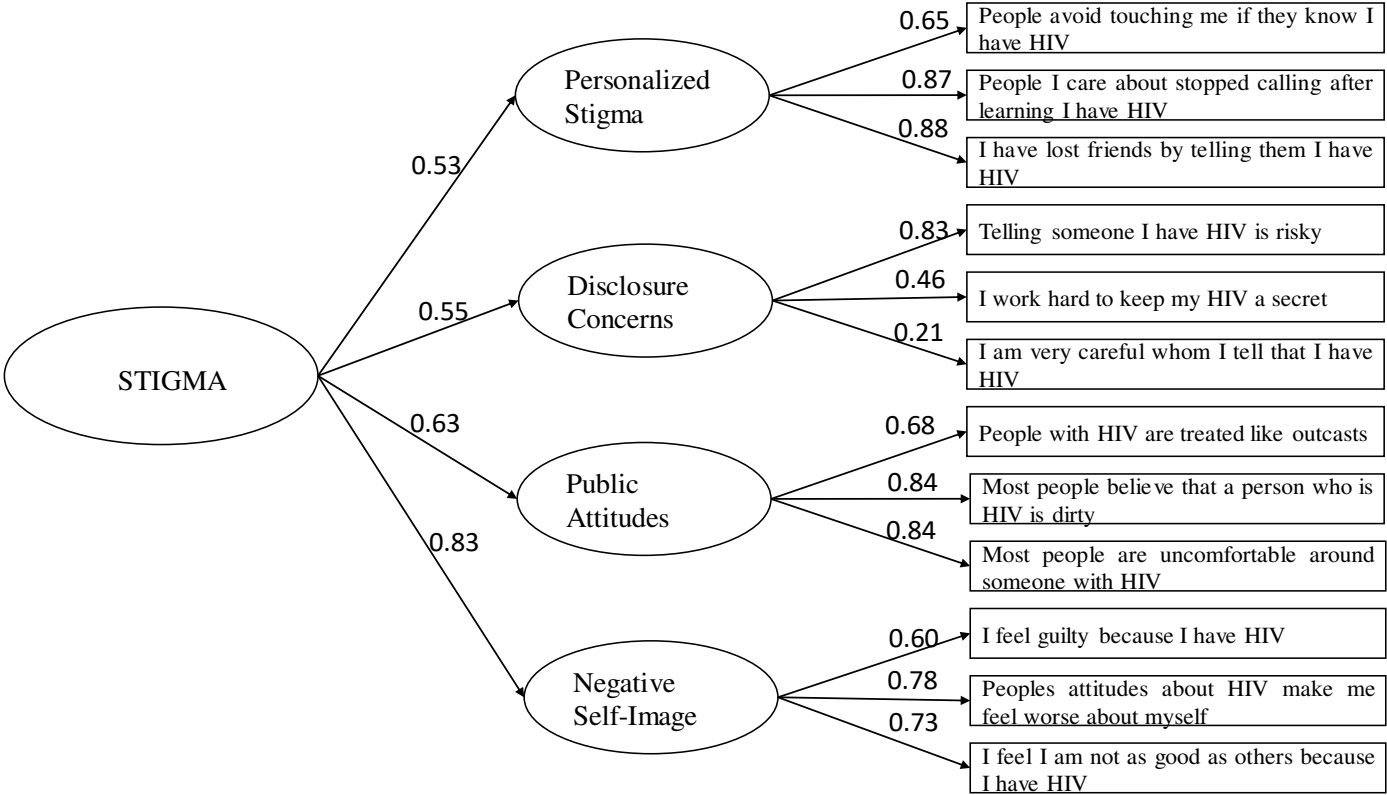 0.65
People avoid touching me if they know I
have HIV
Personalized
Stigma
0.87
People I care about stopped calling after
learning I have HIV
0.88
I have lost friends by telling them I have
HIV
0.53
0.83
Telling someone I have HIV is risky
Disclosure
Concerns
0.46
I work hard to keep my HIV a secret
0.55
0.21
I am very careful whom I tell that I have
HIV
STIGMA
0.63
0.68
People with HIV are treated like outcasts
Public
Attitudes
0.84
Most people believe that a person who is
HIV is dirty
0.84
Most people are uncomfortable around
someone with HIV
0.83
0.60
I feel guilty because I have HIV
Negative
Self-Image
0.78
Peoples attitudes about HIV make me
feel worse about myself
0.73
I feel I am not as good as others because
I have HIV